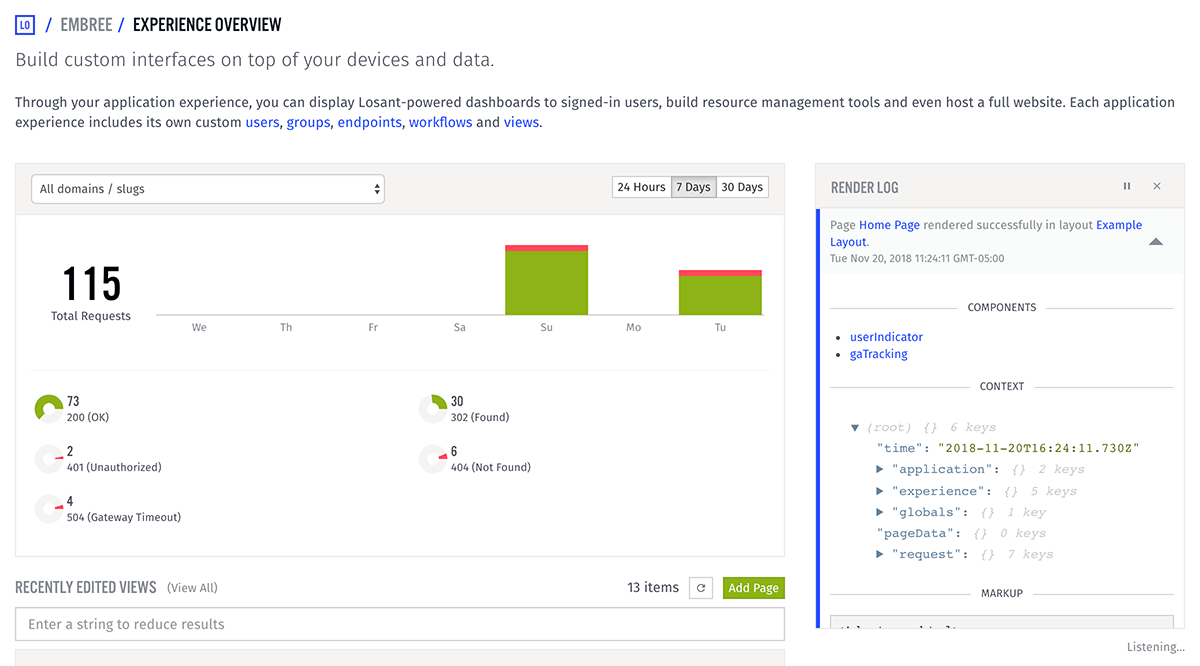 LO / EMBREE / EXPERIENCE OVERVIEW
Build custom interfaces on top of your devices and data.
Through your application experience, you can display Losant-powered dashboards to signed-in users, build resource management tools and even host a full website. Each application
experience includes its own custom users, groups, endpoints, workflows and views.
All domains / slugs
24 Hours 7 Days 30 Days
115
Total Requests
We Th Fr Sa Su Mo Tu
73
200 (OK)
30
302 (Found)
2
401 (Unauthorized)
6
404 (Not Found)
4
504 (Gateway Timeout)
RECENTLY EDITED VIEWS (View All) 13 items Add Page
Enter a string to reduce results
RENDER LOG
Page Home Page rendered successfully in layout Example
Layout.
Tue Nov 20, 2018 11:24:11 GMT-05:00
COMPONENTS
userIndicator
gaTracking
CONTEXT
(root) {} 6 keys
"time": "2018-11-20T16:24:11.730Z"
"application": {} 2 keys
"experience": {} 5 keys
"globals": {} 1 key
"pageData": {} 0 keys
"request": {} 7 keys
MARKUP
Listening...